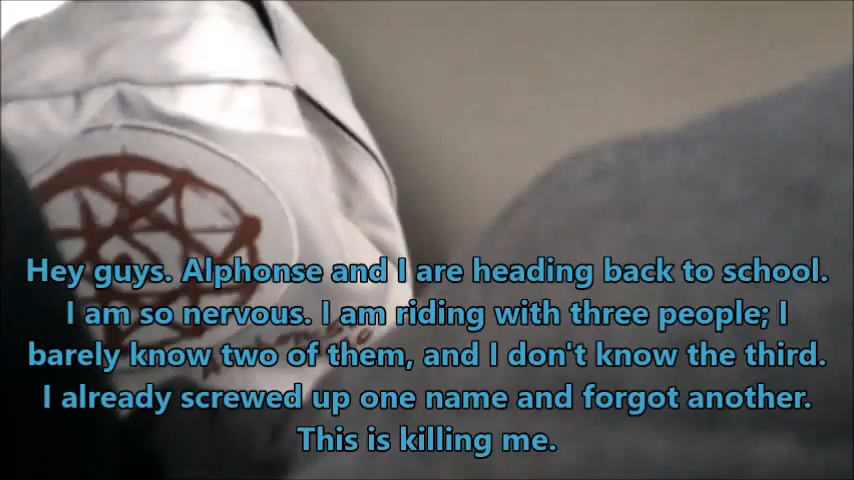 Hey guys. Alphonse and I are heading back to school.
I am so nervous. I am riding with three people; I
barely know two of them, and I don't know the third.
I already screwed up one name and forgot another.
This is killing me.